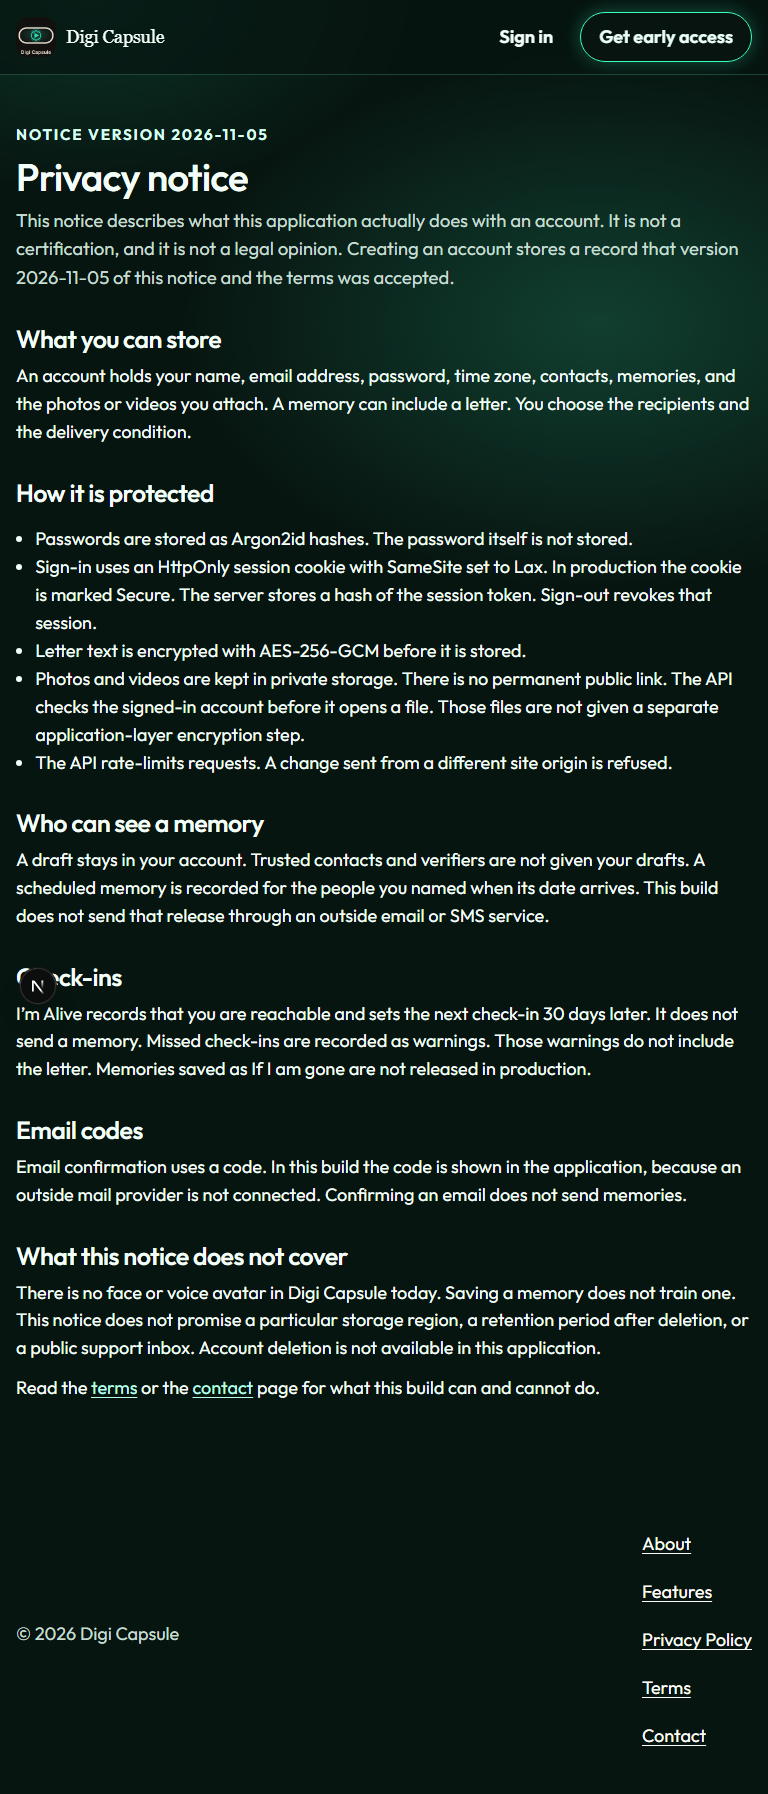 Digi Capsule
Digi Capsule
Sign in
Get early access
NOTICE VERSION 2026-11-05
Privacy notice
This notice describes what this application actually does with an account. It is not a
certification, and it is not a legal opinion. Creating an account stores a record that version
2026-11-05 of this notice and the terms was accepted.
What you can store
An account holds your name, email address, password, time zone, contacts, memories, and
the photos or videos you attach. A memory can include a letter. You choose the recipients and
the delivery condition.
How it is protected
• Passwords are stored as Argon2id hashes. The password itself is not stored.
• Sign-in uses an HttpOnly session cookie with SameSite set to Lax. In production the cookie
is marked Secure. The server stores a hash of the session token. Sign-out revokes that
session.
• Letter text is encrypted with AES-256-GCM before it is stored.
• Photos and videos are kept in private storage. There is no permanent public link. The API
checks the signed-in account before it opens a file. Those files are not given a separate
application-layer encryption step.
• The API rate-limits requests. A change sent from a different site origin is refused.
Who can see a memory
A draft stays in your account. Trusted contacts and verifiers are not given your drafts. A
scheduled memory is recorded for the people you named when its date arrives. This build
does not send that release through an outside email or SMS service.
N
ck-ins
I'm Alive records that you are reachable and sets the next check-in 30 days later. It does not
send a memory. Missed check-ins are recorded as warnings. Those warnings do not include
the letter. Memories saved as If I am gone are not released in production.
Email codes
Email confirmation uses a code. In this build the code is shown in the application, because an
outside mail provider is not connected. Confirming an email does not send memories.
What this notice does not cover
There is no face or voice avatar in Digi Capsule today. Saving a memory does not train one.
This notice does not promise a particular storage region, a retention period after deletion, or
a public support inbox. Account deletion is not available in this application.
Read the terms or the contact page for what this build can and cannot do.
© 2026 Digi Capsule
About
Features
Privacy Policy
Terms
Contact